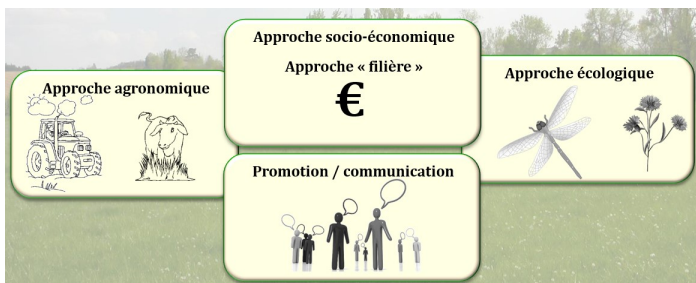 Approche socio-économique
Approche « filière »
€
Approche agronomique
Approche écologique
Promotion / communication